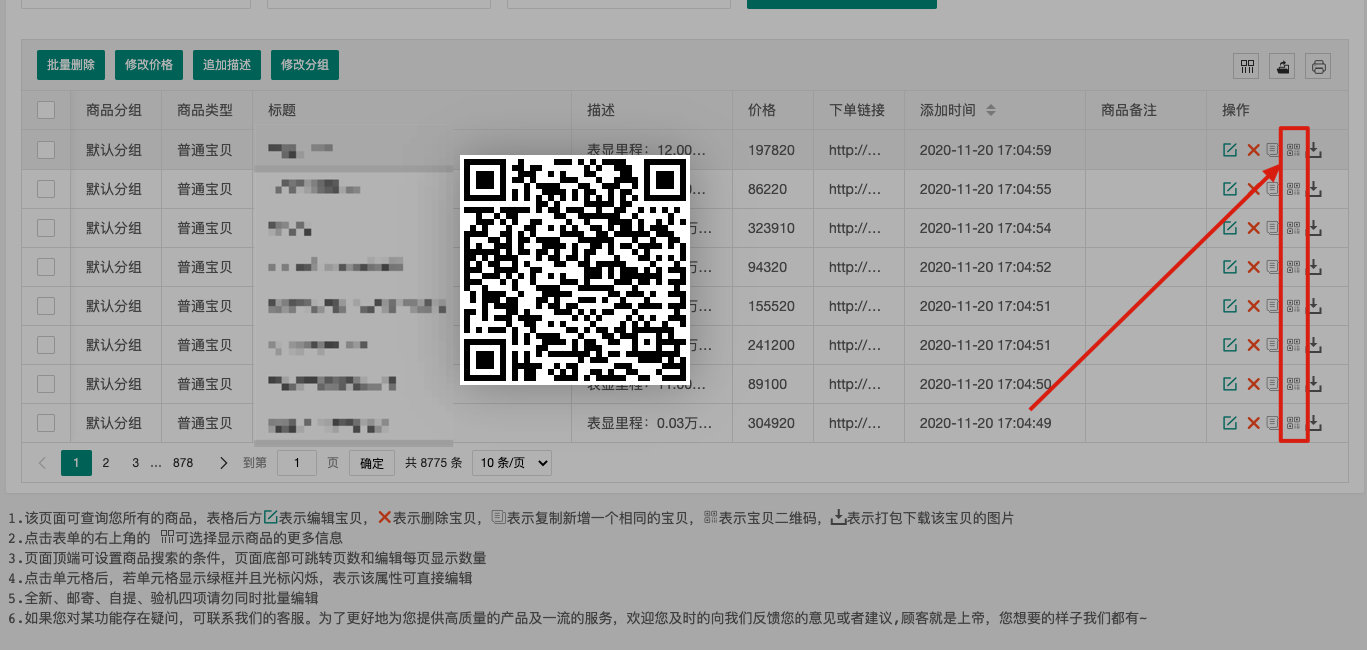 批量删除 修改价格 追加描述 修改分组
商品分组 商品类型 标题 描述 价格 下单链接 添加时间 商品备注 操作
默认分组 普通宝贝 表显里程：12.00... 197820 http://... 2020-11-20 17:04:59
默认分组 普通宝贝 86220 http://... 2020-11-20 17:04:55
默认分组 普通宝贝 万... 323910 http://... 2020-11-20 17:04:54
默认分组 普通宝贝 万... 94320 http://... 2020-11-20 17:04:52
默认分组 普通宝贝 万... 155520 http://... 2020-11-20 17:04:51
默认分组 普通宝贝 万... 241200 http://... 2020-11-20 17:04:51
默认分组 普通宝贝 表显里程：11.00... 89100 http://... 2020-11-20 17:04:50
默认分组 普通宝贝 表显里程：0.03万... 304920 http://... 2020-11-20 17:04:49
1 2 3 ... 878 到第 1 页 确定 共 8775 条 10 条/页
1.该页面可查询您所有的商品，表格后方表示编辑宝贝，表示删除宝贝，表示复制新增一个相同的宝贝，表示宝贝二维码，表示打包下载该宝贝的图片
2.点击表单的右上角的 可选择显示商品的更多信息
3.页面顶端可设置商品搜索的条件，页面底部可跳转页数和编辑每页显示数量
4.点击单元格后，若单元格显示绿框并且光标闪烁，表示该属性可直接编辑
5.全新、邮寄、自提、验机四项请勿同时批量编辑
6.如果您对某功能存在疑问，可联系我们的客服。为了更好地为您提供高质量的产品及一流的服务，欢迎您及时的向我们反馈您的意见或者建议,顾客就是上帝，您想要的样子我们都有~